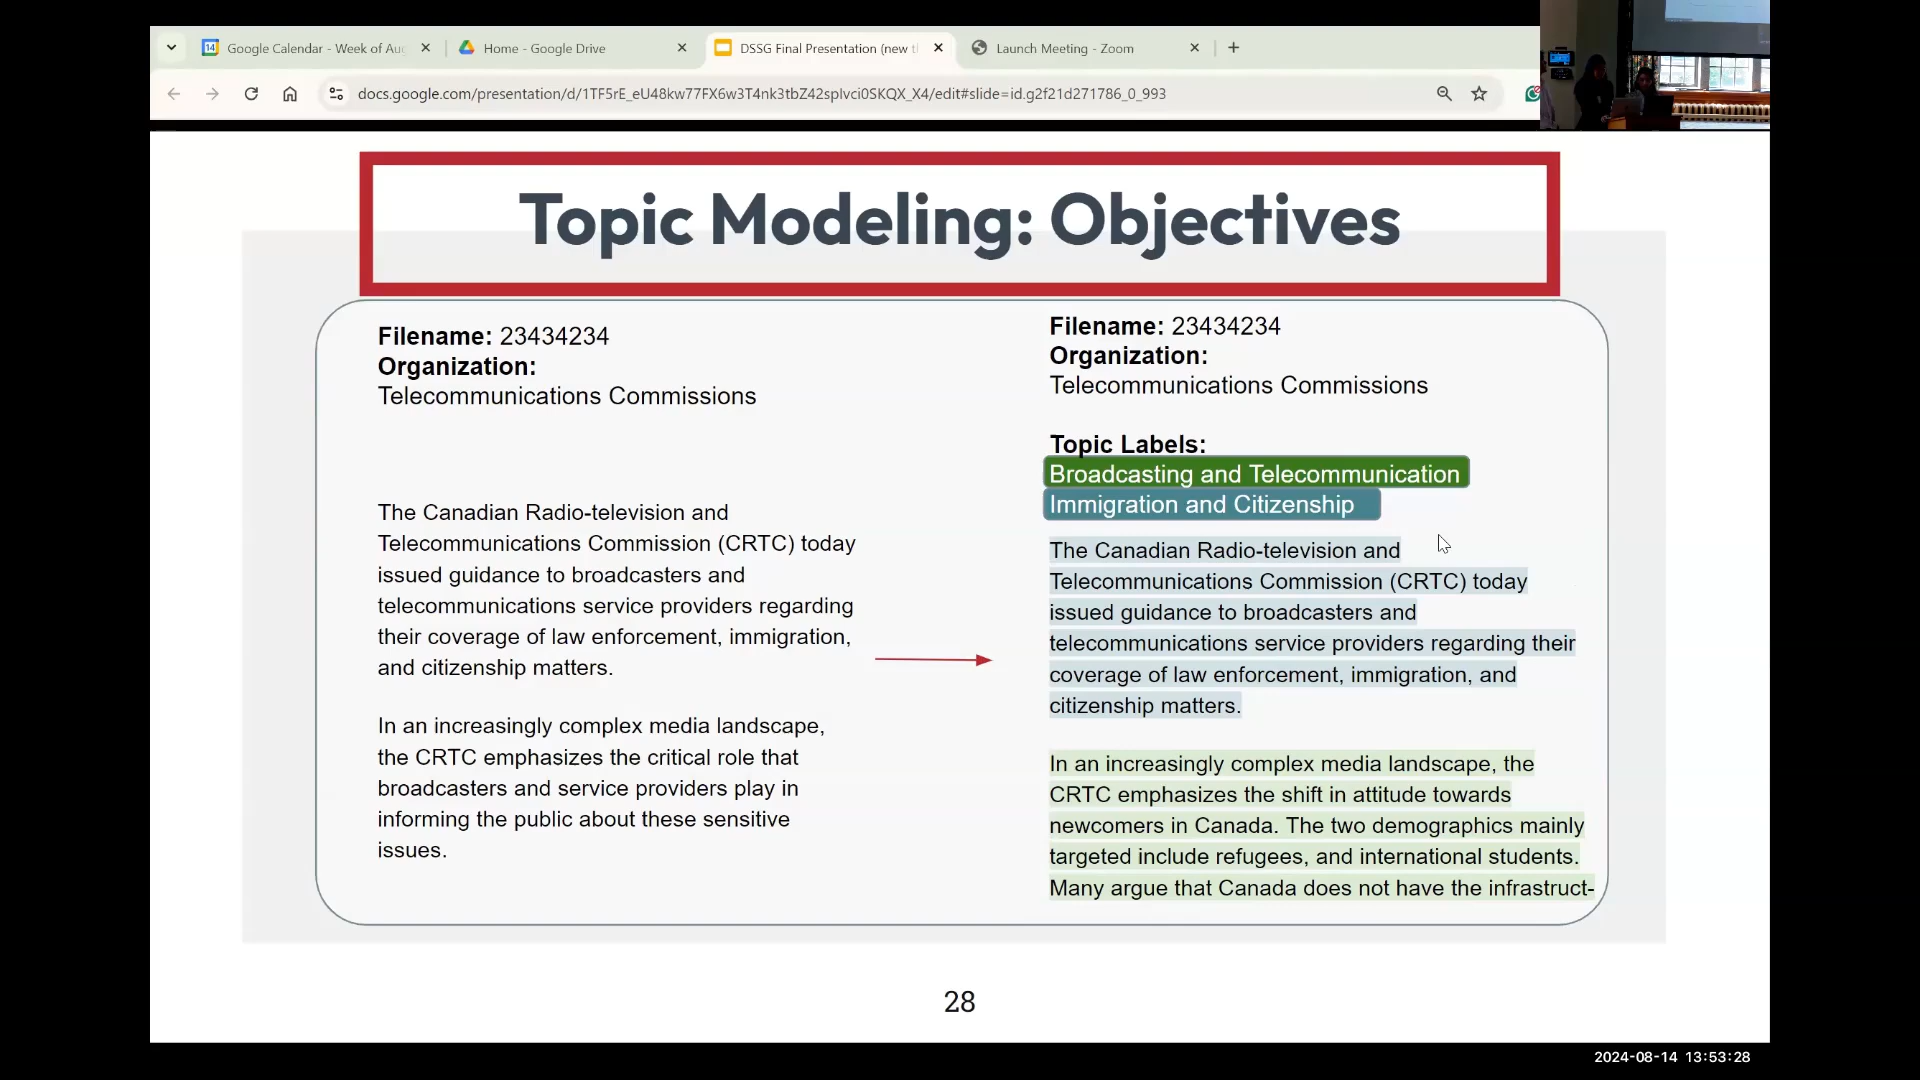 Google Calendar - Week of Au
Home - Google Drive
DSSG Final Presentation (new t
Launch Meeting - Zoom
docs.google.com/presentation/d/1TF5rE_eU48kw77FX6w3T4nk3tbZ42spIvci0SKQX_X4/edit#slide=id.g2f21d271786_0_993
Topic Modeling: Objectives
Filename: 23434234
Organization:
Telecommunications Commissions
The Canadian Radio-television and
Telecommunications Commission (CRTC) today
issued guidance to broadcasters and
telecommunications service providers regarding
their coverage of law enforcement, immigration,
and citizenship matters.
In an increasingly complex media landscape,
the CRTC emphasizes the critical role that
broadcasters and service providers play in
informing the public about these sensitive
issues.
Filename: 23434234
Organization:
Telecommunications Commissions
Topic Labels:
Broadcasting and Telecommunication
Immigration and Citizenship
The Canadian Radio-television and
Telecommunications Commission (CRTC) today
issued guidance to broadcasters and
telecommunications service providers regarding their
coverage of law enforcement, immigration, and
citizenship matters.
In an increasingly complex media landscape, the
CRTC emphasizes the shift in attitude towards
newcomers in Canada. The two demographics mainly
targeted include refugees, and international students.
Many argue that Canada does not have the infrastruct-
28
2024-08-14 13:53:28